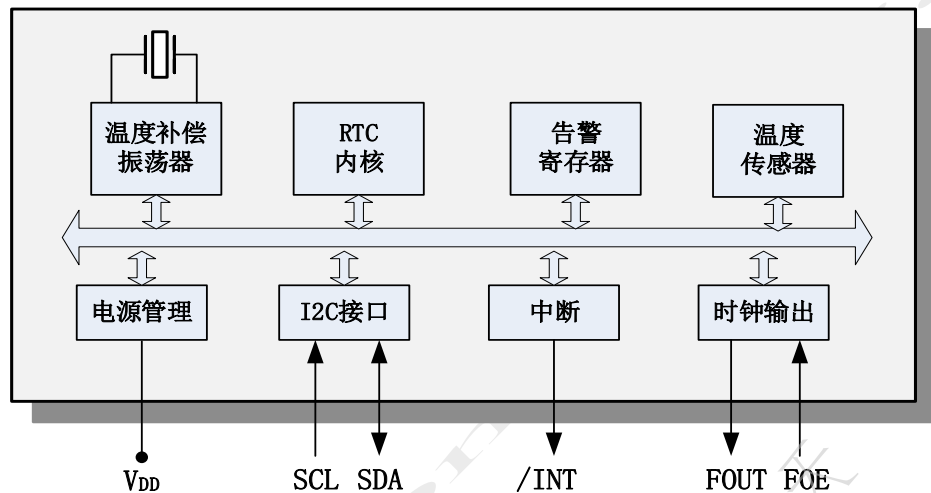 温度补偿
振荡器
RTC
内核
告警
寄存器
温度
传感器
电源管理
I2C接口
中断
时钟输出
VDD
SCL SDA
/INT
FOUT FOE